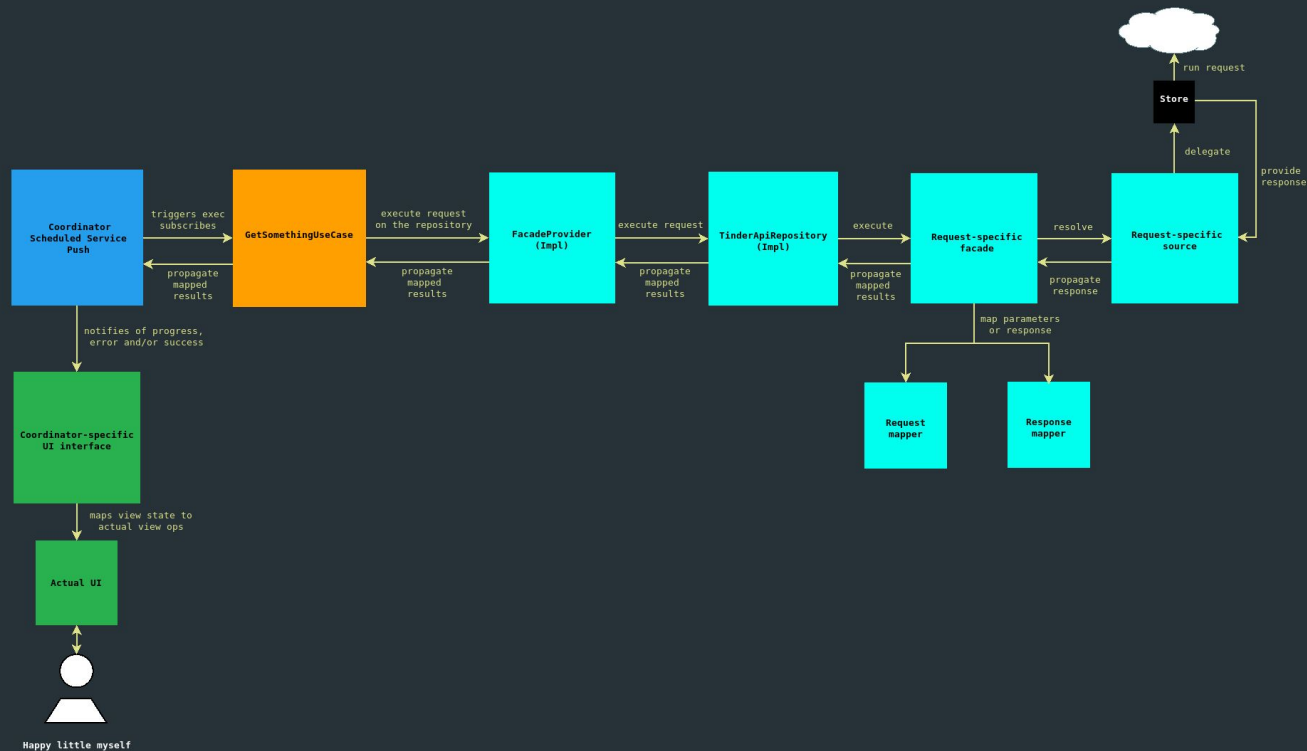 run request
Store
delegate
provide
response
Coordinator
Scheduled Service
Push
triggers exec
subscribes
propagate
mapped
results
GetSomethingUseCase
execute request
on the repository
propagate
mapped
results
FacadeProvider
(Impl)
execute request
propagate
mapped
results
TinderApiRepository
(Impl)
execute
propagate
mapped
results
Request-specific
facade
resolve
propagate
response
Request-specific
source
notifies of progress,
error and/or success
map parameters
or response
Coordinator-specific
UI interface
Request
mapper
Response
mapper
maps view state to
actual view ops
Actual UI
Happy little myself